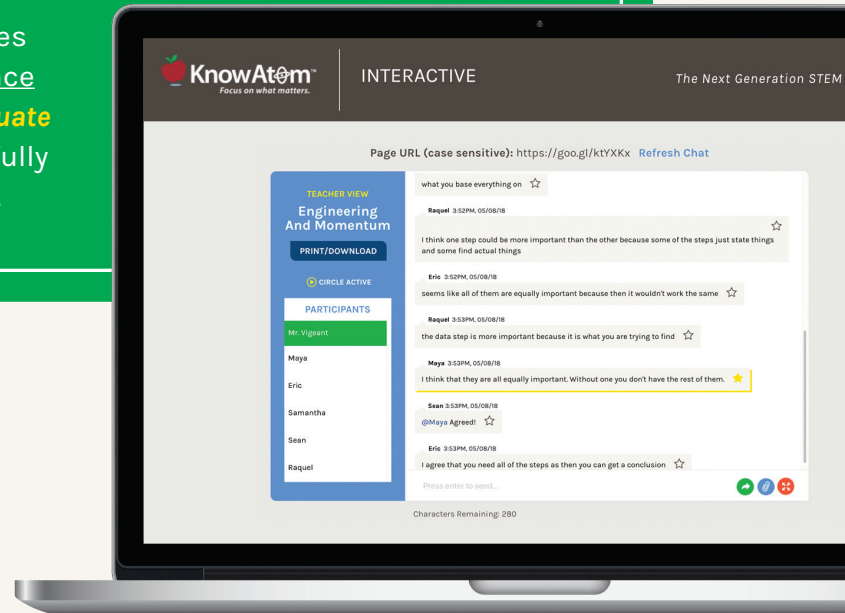 es
nce
uate
ully
KnowAtom™
Focus on what matters.
INTERACTIVE
The Next Generation STEM
Page URL (case sensitive): https://goo.gl/ktYXKx Refresh Chat
TEACHER VIEW
Engineering
And Momentum
PRINT/DOWNLOAD
CIRCLE ACTIVE
PARTICIPANTS
Mr. Vigeant
Maya
Eric
Samantha
Sean
Raquel
what you base everything on
Raquel 3:52PM, 05/08/18
I think one step could be more important than the other because some of the steps just state things
and some find actual things
Eric 3:52PM, 05/08/18
seems like all of them are equally important because then it wouldn't work the same
Raquel 3:53PM, 05/08/18
the data step is more important because it is what you are trying to find
Maya 3:53PM, 05/08/18
I think that they are all equally important. Without one you don't have the rest of them.
Sean 3:53PM, 05/08/18
@Maya Agreed!
Eric 3:53PM, 05/08/18
I agree that you need all of the steps as then you can get a conclusion
Press enter to send...
Characters Remaining: 280